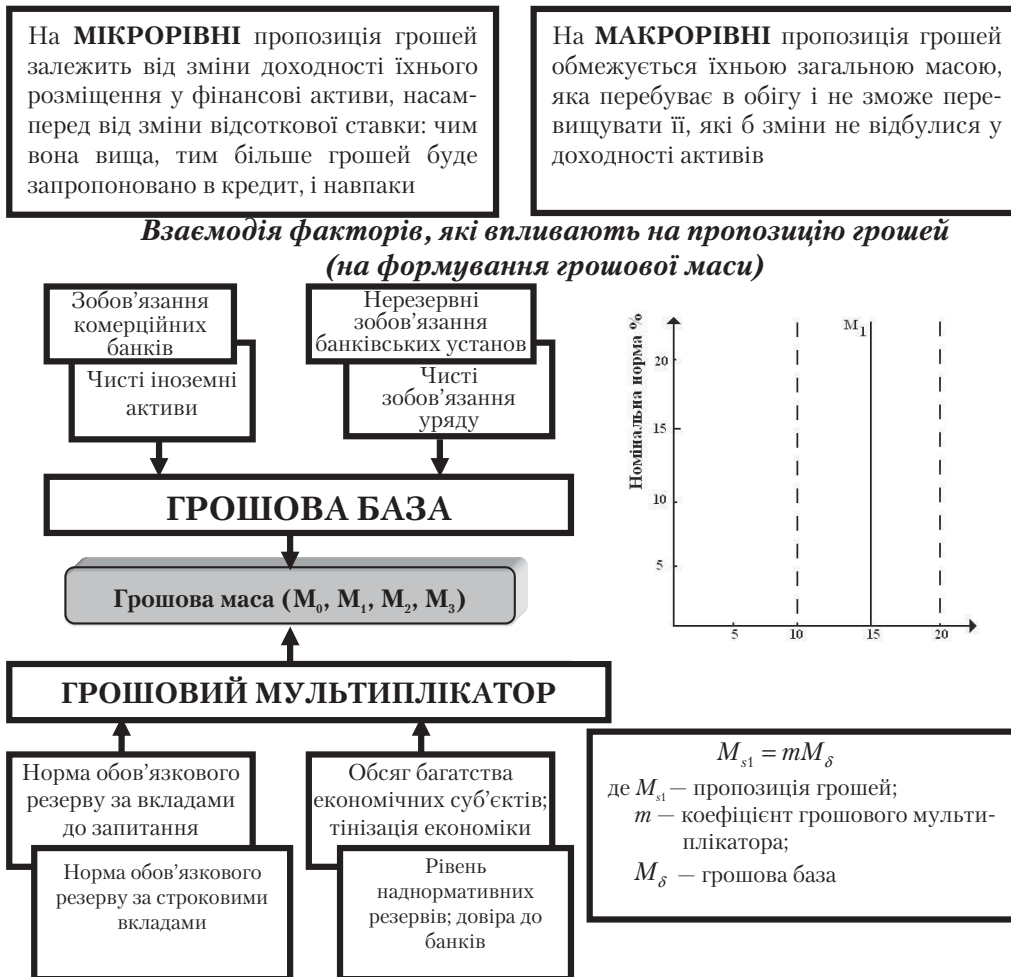 На МІКРОРІВНІ пропозиція грошей
залежить від зміни доходності їхнього
розміщення у фінансові активи, насам-
перед від зміни відсоткової ставки: чим
вона вища, тим більше грошей буде
запропоновано в кредит, і навпаки
На МАКРОРІВНІ пропозиція грошей
обмежується їхньою загальною масою,
яка перебуває в обігу і не зможе пере-
вищувати її, які б зміни не відбулися у
доходності активів
Взаємодія факторів, які впливають на пропозицію грошей
(на формування грошової маси)
Зобов'язання
комерційних
банків
Чисті іноземні
активи
Нерезервні
зобов'язання
банківських установ
Чисті
зобов'язання
уряду
ГРОШОВА БАЗА
Грошова маса (M₀, M₁, M₂, M₃)
ГРОШОВИЙ МУЛЬТИПЛІКАТОР
Норма обов'язкового
резерву за вкладами
до запитання
Норма обов'язкового
резерву за строковими
вкладами
Обсяг багатства
економічних суб'єктів;
тінізація економіки
Рівень
наднормативних
резервів; довіра до
банків
Номінальна норма %
M₁
20
15
10
5
5
10
15
20
M_{s1} = mM_δ
де M_{s1} — пропозиція грошей;
m — коефіцієнт грошового мульти-
плікатора;
M_δ — грошова база